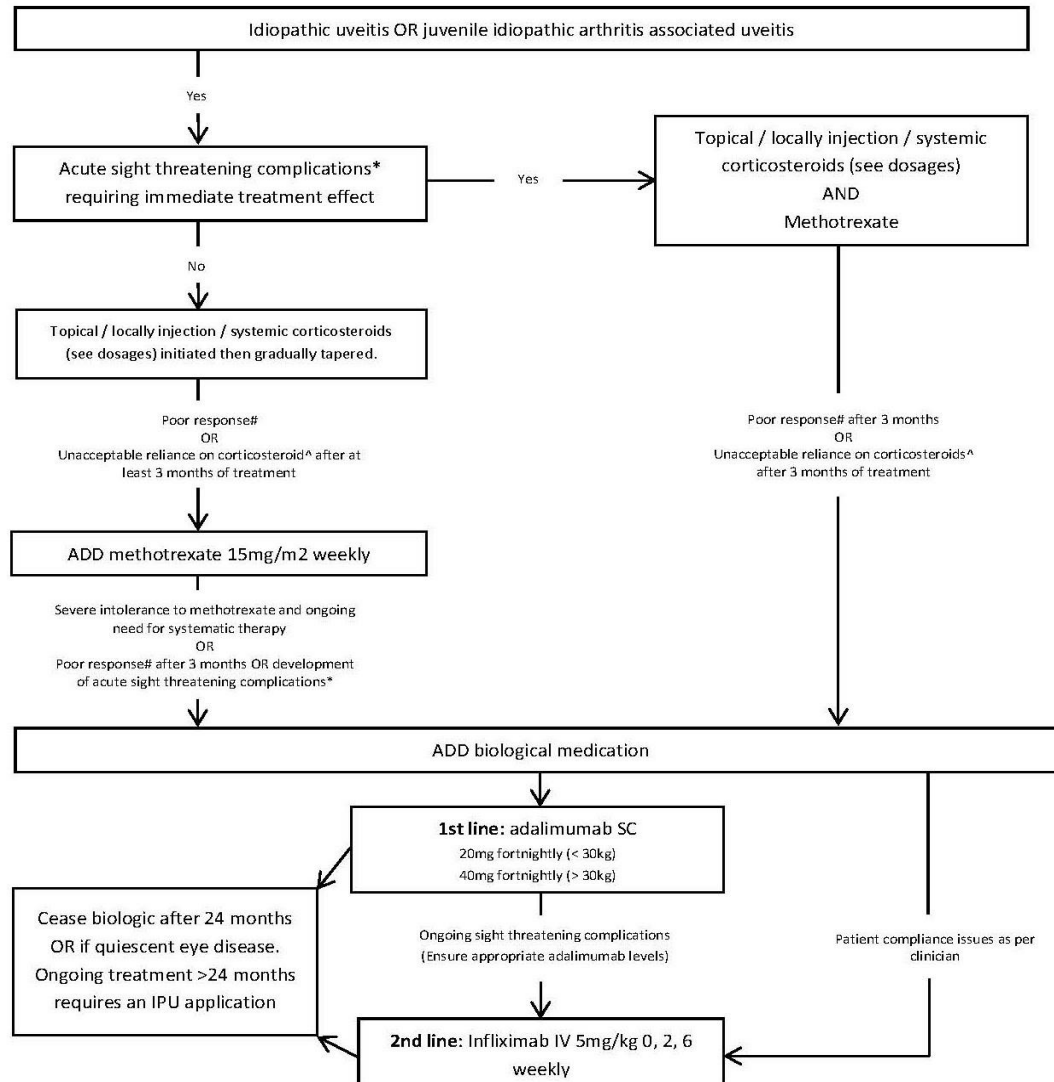 Idiopathic uveitis OR juvenile idiopathic arthritis associated uveitis
Yes
Acute sight threatening complications*
requiring immediate treatment effect
Yes
Topical / locally injection / systemic
corticosteroids (see dosages)
AND
Methotrexate
No
Topical / locally injection / systemic corticosteroids
(see dosages) initiated then gradually tapered.
Poor response#
OR
Unacceptable reliance on corticosteroid^ after at
least 3 months of treatment
Poor response# after 3 months
OR
Unacceptable reliance on corticosteroids^
after 3 months of treatment
ADD methotrexate 15mg/m2 weekly
Severe intolerance to methotrexate and ongoing
need for systematic therapy
OR
Poor response# after 3 months OR development
of acute sight threatening complications*
ADD biological medication
1st line: adalimumab SC
20mg fortnightly (< 30kg)
40mg fortnightly (> 30kg)
Cease biologic after 24 months
OR if quiescent eye disease.
Ongoing treatment >24 months
requires an IPU application
Ongoing sight threatening complications
(Ensure appropriate adalimumab levels)
Patient compliance issues as per
clinician
2nd line: Infliximab IV 5mg/kg 0, 2, 6
weekly